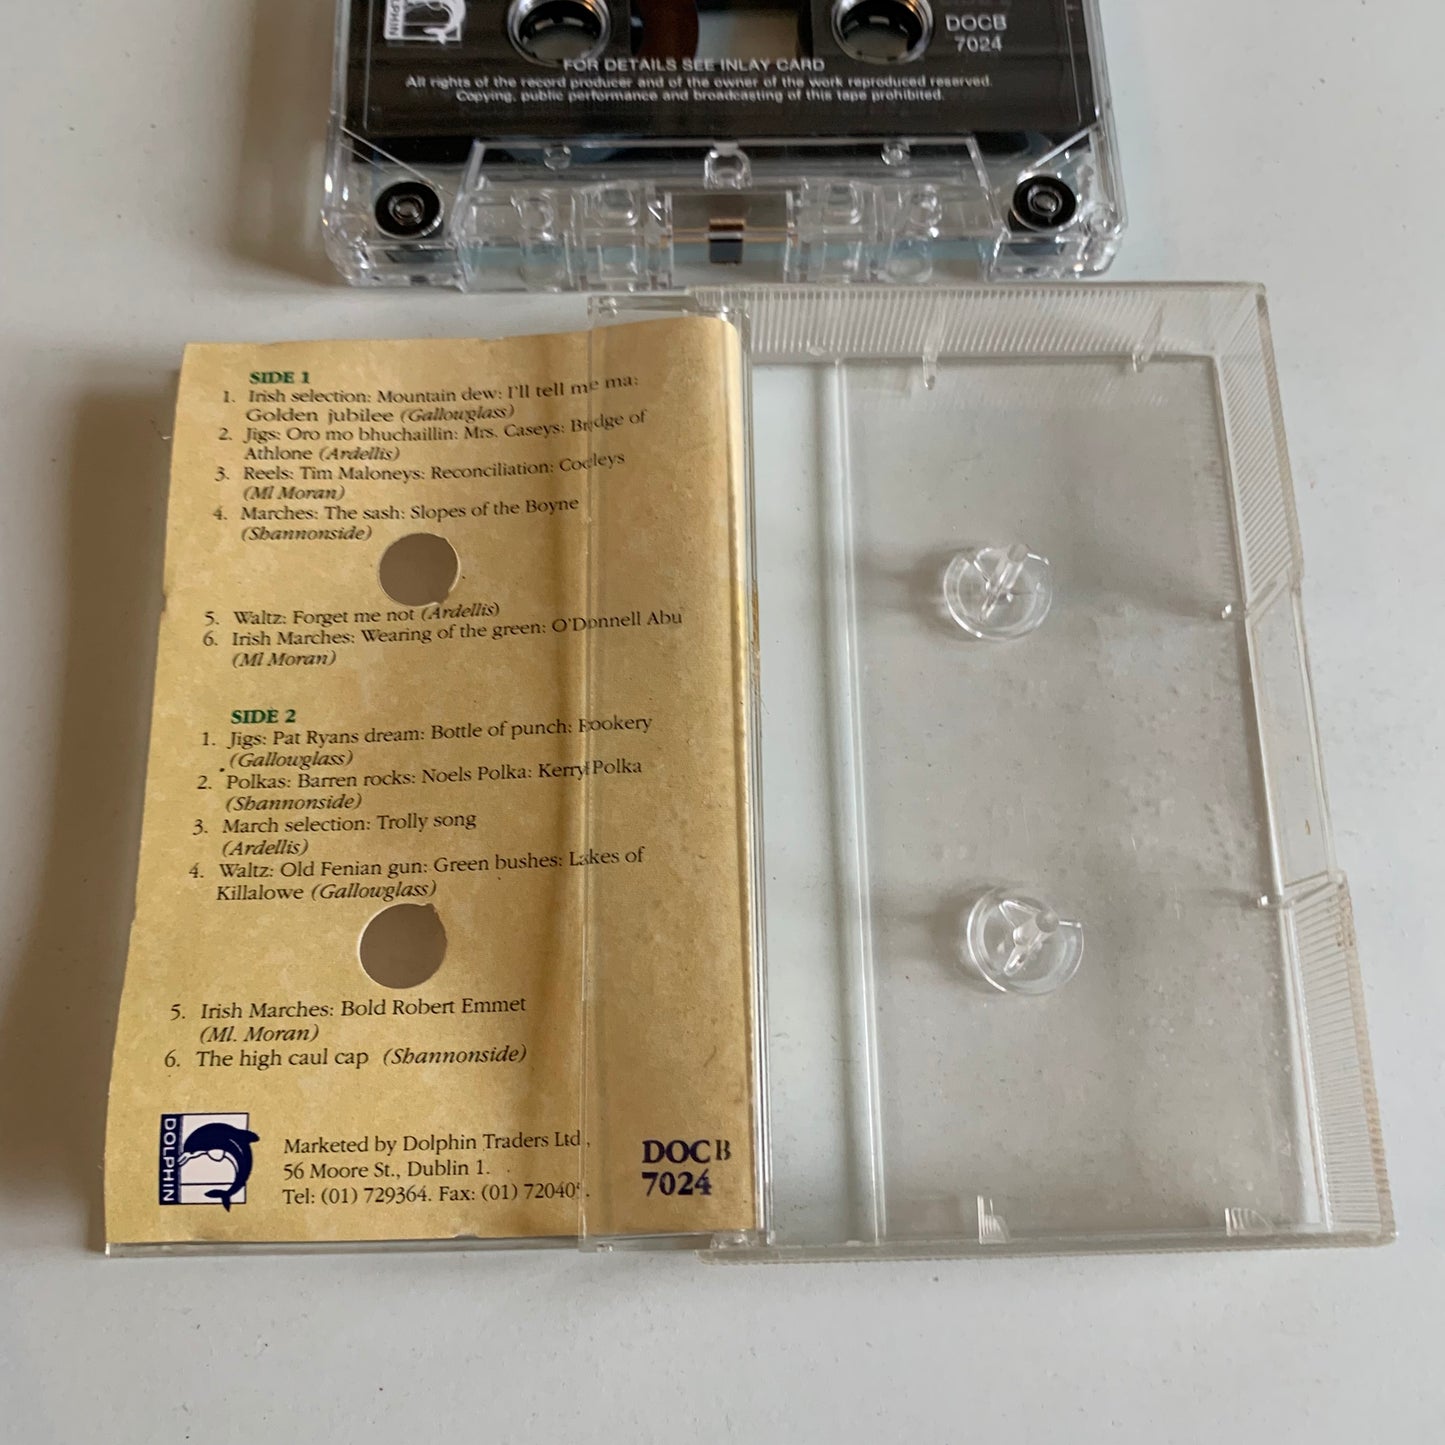 DOLPHIN
DOCB
7024
FOR DETAILS SEE INLAY CARD
All rights of the record producer and of the owner of the work reproduced reserved.
Copying, public performance and broadcasting of this tape prohibited.
SIDE 1
1. Irish selection: Mountain dew: I'll tell me ma:
Golden jubilee (Gallowglass)
2. Jigs: Oro mo bhuchaillin: Mrs. Caseys: Bridge of
Athlone (Ardellis)
3. Reels: Tim Maloneys: Reconciliation: Cooleys
(Ml Moran)
4. Marches: The sash: Slopes of the Boyne
(Shannonside)
5. Waltz: Forget me not (Ardellis)
6. Irish Marches: Wearing of the green: O'Donnell Abu
(Ml Moran)
SIDE 2
1. Jigs: Pat Ryans dream: Bottle of punch: Rookery
(Gallowglass)
2. Polkas: Barren rocks: Noels Polka: Kerry Polka
(Shannonside)
3. March selection: Trolly song
(Ardellis)
4. Waltz: Old Fenian gun: Green bushes: Lakes of
Killalowe (Gallowglass)
5. Irish Marches: Bold Robert Emmet
(Ml. Moran)
6. The high caul cap (Shannonside)
DOLPHIN
Marketed by Dolphin Traders Ltd.,
56 Moore St., Dublin 1.
Tel: (01) 729364. Fax: (01)
DOCB
7024